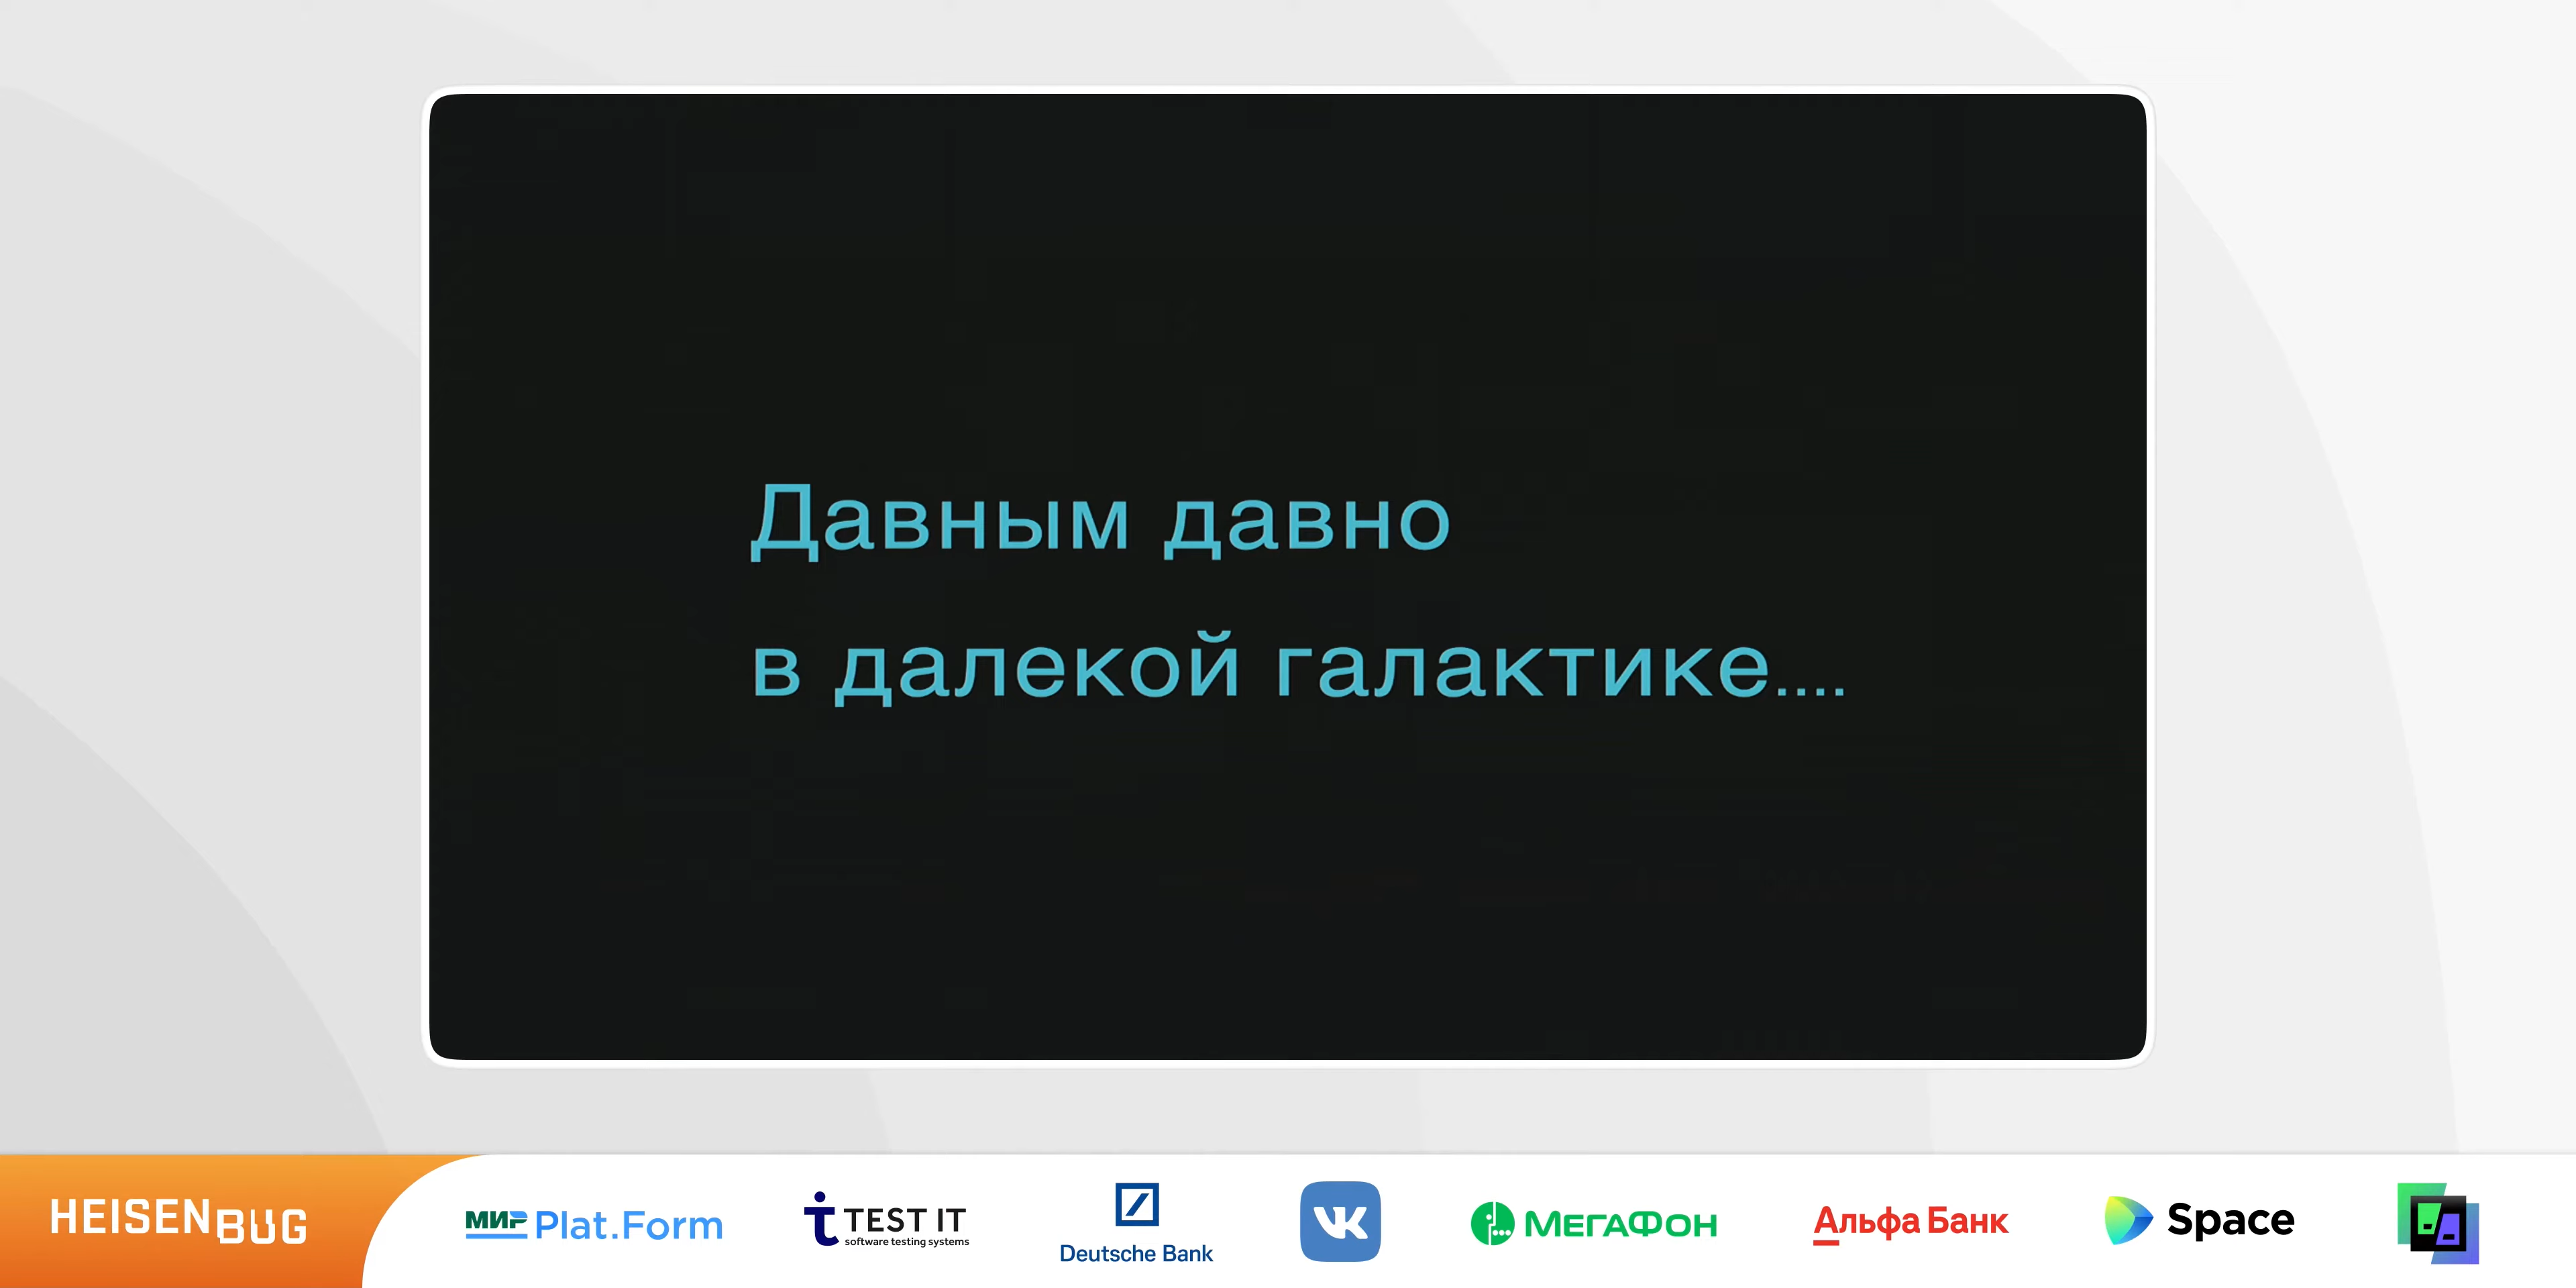 Давным давно
в далекой галактике....
HEISENBUG
МИР Plat.Form
TEST IT
software testing systems
Deutsche Bank
VK
МЕГАФОН
Альфа Банк
Space